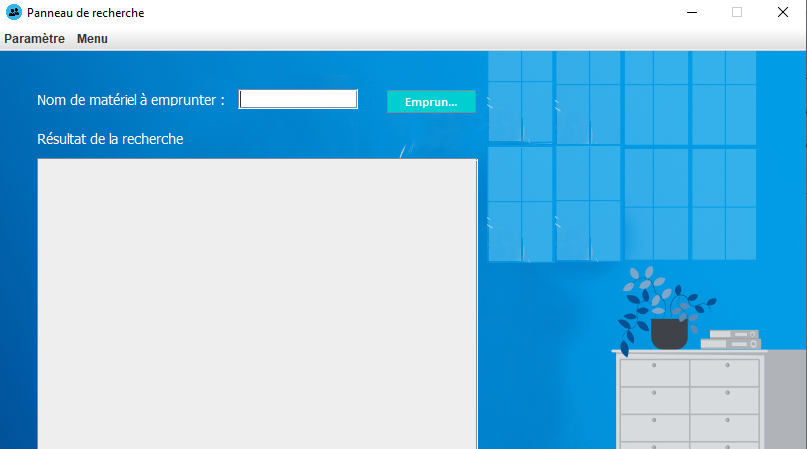 Panneau de recherche
Paramètre Menu
Nom de matériel à emprunter :
Emprun...
Résultat de la recherche